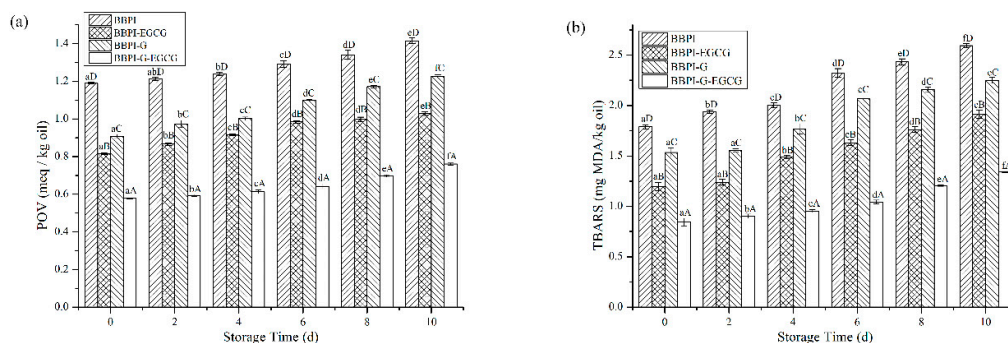 (a)
BBPI
BBPI-EGCG
BBPI-G
BBPI-G-EGCG
POV (meq / kg oil)
1.4
1.2
1.0
0.8
0.6
0.4
0.2
0.0
aD
aB
aC
aA
abD
bB
bC
bA
bD
cB
cC
cA
cD
dB
dC
dA
dD
dB
eC
eA
eD
eB
fC
fA
0 2 4 6 8 10
Storage Time (d)
(b)
BBPI
BBPI-EGCG
BBPI-G
BBPI-G-EGCG
TBARS (mg MDA/kg oil)
2.5
2.0
1.5
1.0
0.5
0.0
aD
aB
aC
aA
bD
aB
aC
bA
cD
bB
bC
cA
dD
cB
cC
dA
eD
dB
dC
eA
fD
eB
eC
0 2 4 6 8 10
Storage Time (d)